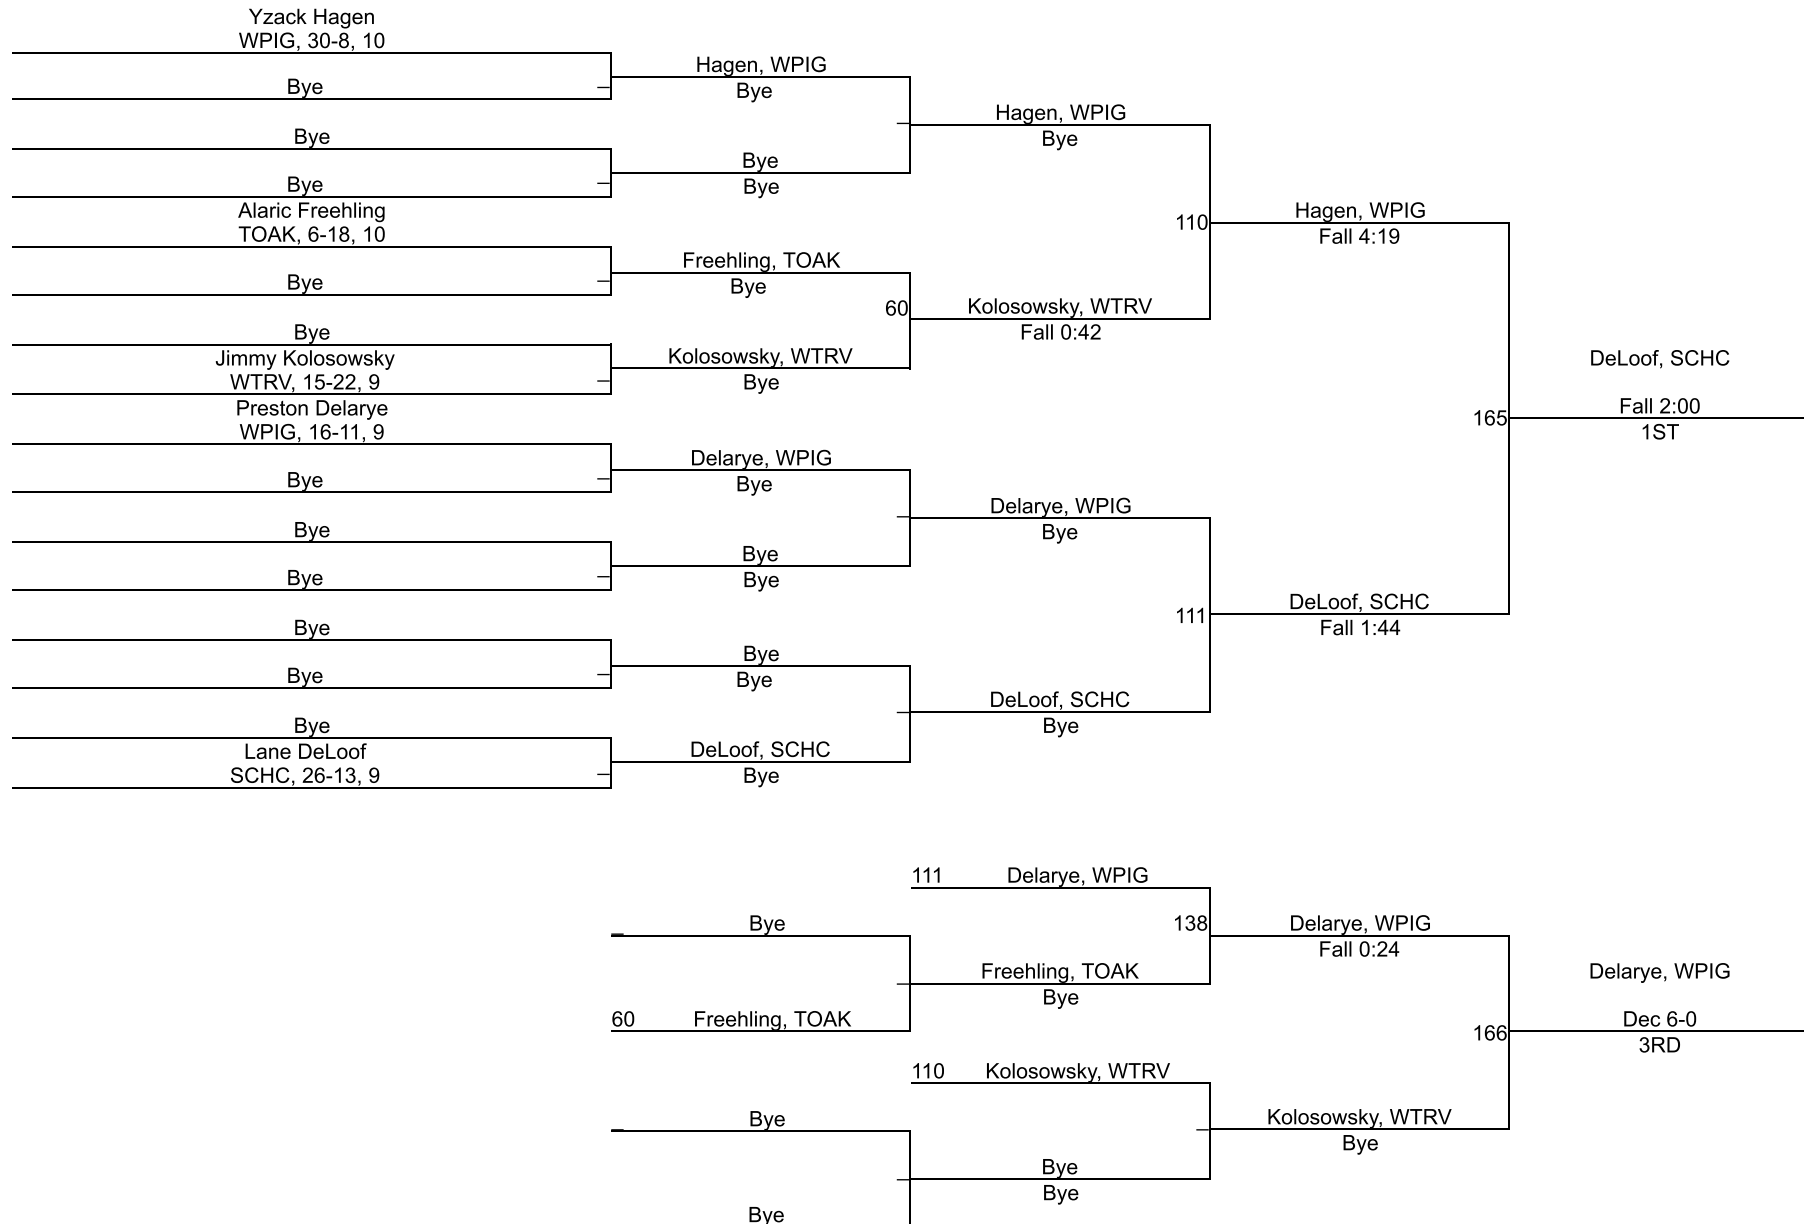 Yzack Hagen
WPIG, 30-8, 10
Bye
Bye
Bye
Alaric Freehling
TOAK, 6-18, 10
Bye
Bye
Jimmy Kolosowsky
WTRV, 15-22, 9
Preston Delarye
WPIG, 16-11, 9
Bye
Bye
Bye
Bye
Bye
Bye
Lane DeLoof
SCHC, 26-13, 9
Hagen, WPIG
Bye
Bye
Bye
Freehling, TOAK
Bye
60
Kolosowsky, WTRV
Bye
Delarye, WPIG
Bye
Bye
Bye
Bye
Bye
DeLoof, SCHC
Bye
Hagen, WPIG
Bye
110
Kolosowsky, WTRV
Fall 0:42
Delarye, WPIG
Bye
111
DeLoof, SCHC
Bye
Hagen, WPIG
Fall 4:19
165
DeLoof, SCHC
Fall 1:44
DeLoof, SCHC
Fall 2:00
1ST
111 Delarye, WPIG
Bye
138
Freehling, TOAK
Bye
60 Freehling, TOAK
110 Kolosowsky, WTRV
Bye
Bye
Bye
Bye
Delarye, WPIG
Fall 0:24
166
Kolosowsky, WTRV
Bye
Delarye, WPIG
Dec 6-0
3RD